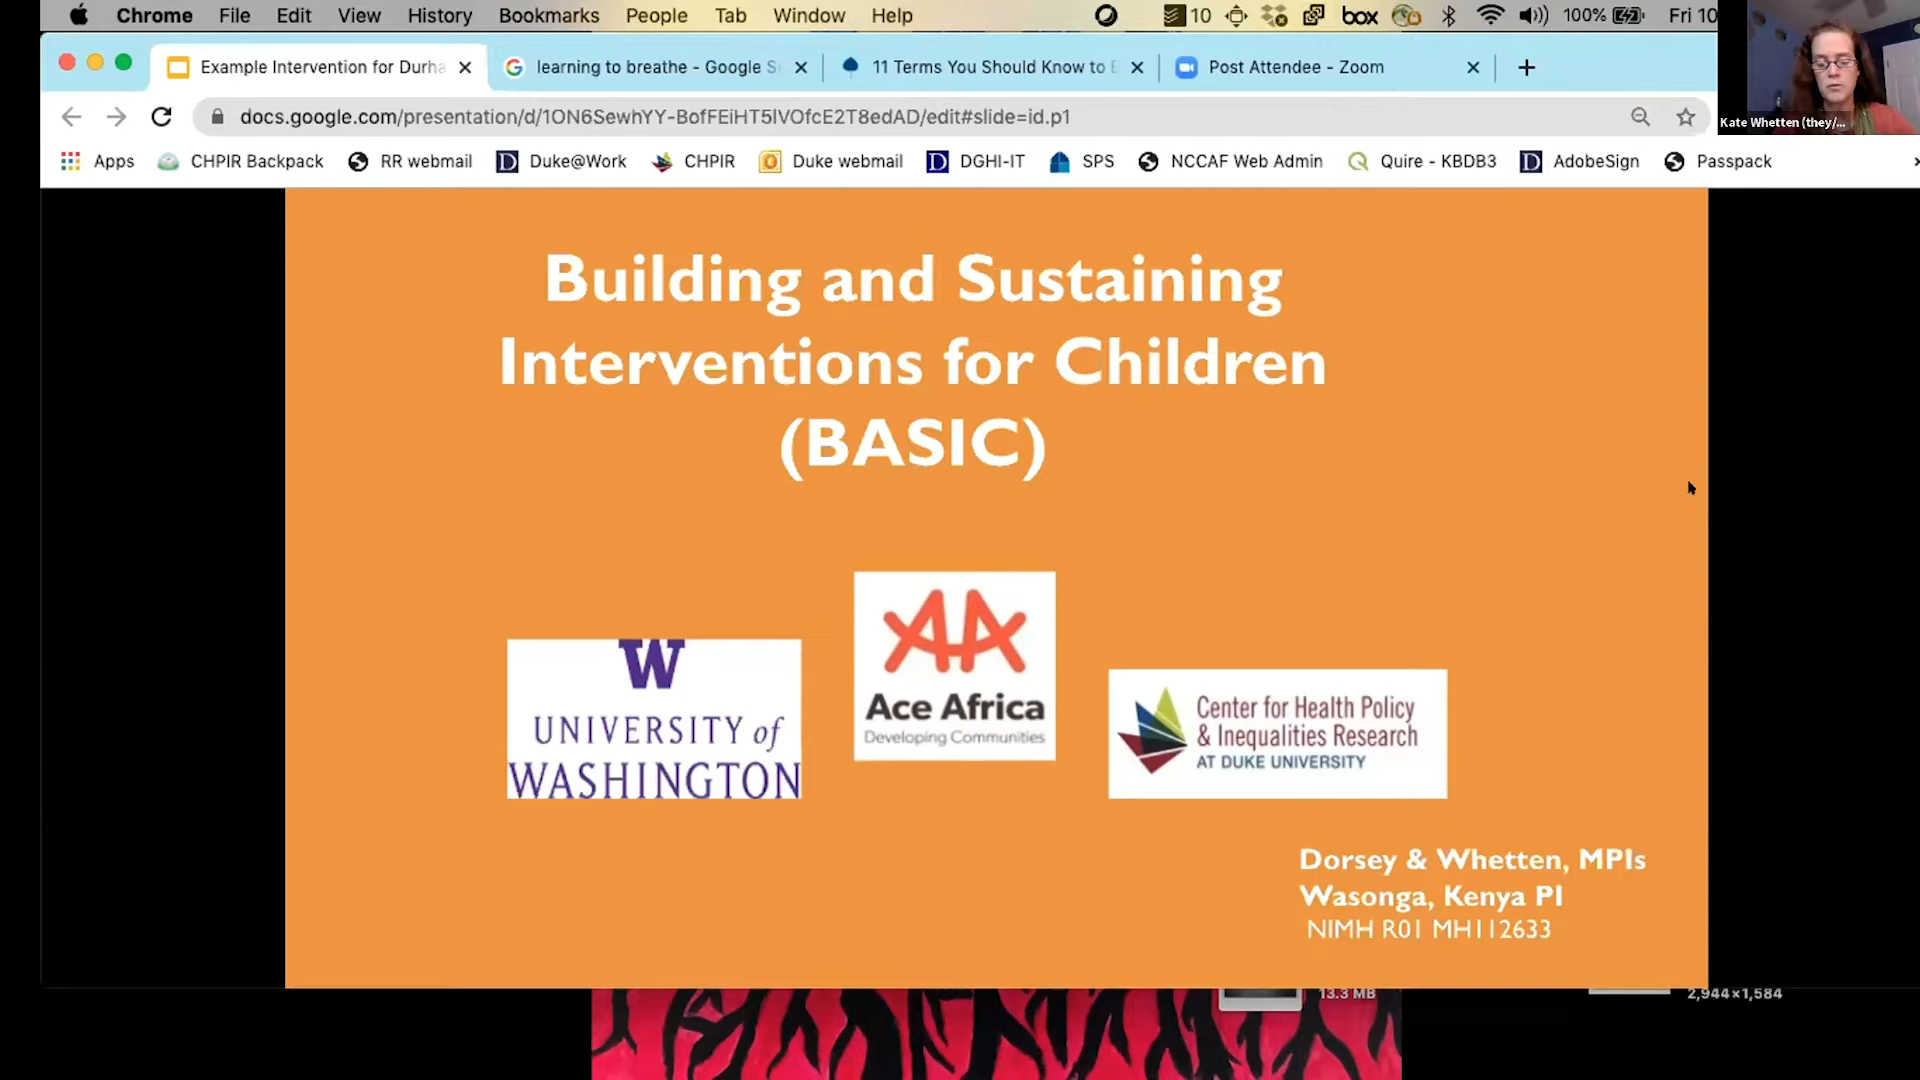 Chrome File Edit View History Bookmarks People Tab Window Help 10 box 100% Fri 10
Example Intervention for Durha
learning to breathe - Google S
11 Terms You Should Know to B
Post Attendee - Zoom
docs.google.com/presentation/d/1ON6SewhYY-BofFEiHT5lVOfcE2T8edAD/edit#slide=id.p1
Kate Whetten (they/...
Apps CHPIR Backpack RR webmail Duke@Work CHPIR Duke webmail DGHI-IT SPS NCCAF Web Admin Quire - KBDB3 AdobeSign Passpack
Building and Sustaining
Interventions for Children
(BASIC)
W
UNIVERSITY of
WASHINGTON
AA
Ace Africa
Developing Communities
Center for Health Policy
& Inequalities Research
AT DUKE UNIVERSITY
Dorsey & Whetten, MPIs
Wasonga, Kenya PI
NIMH R01 MH112633
13.3 MB
2,944×1,584